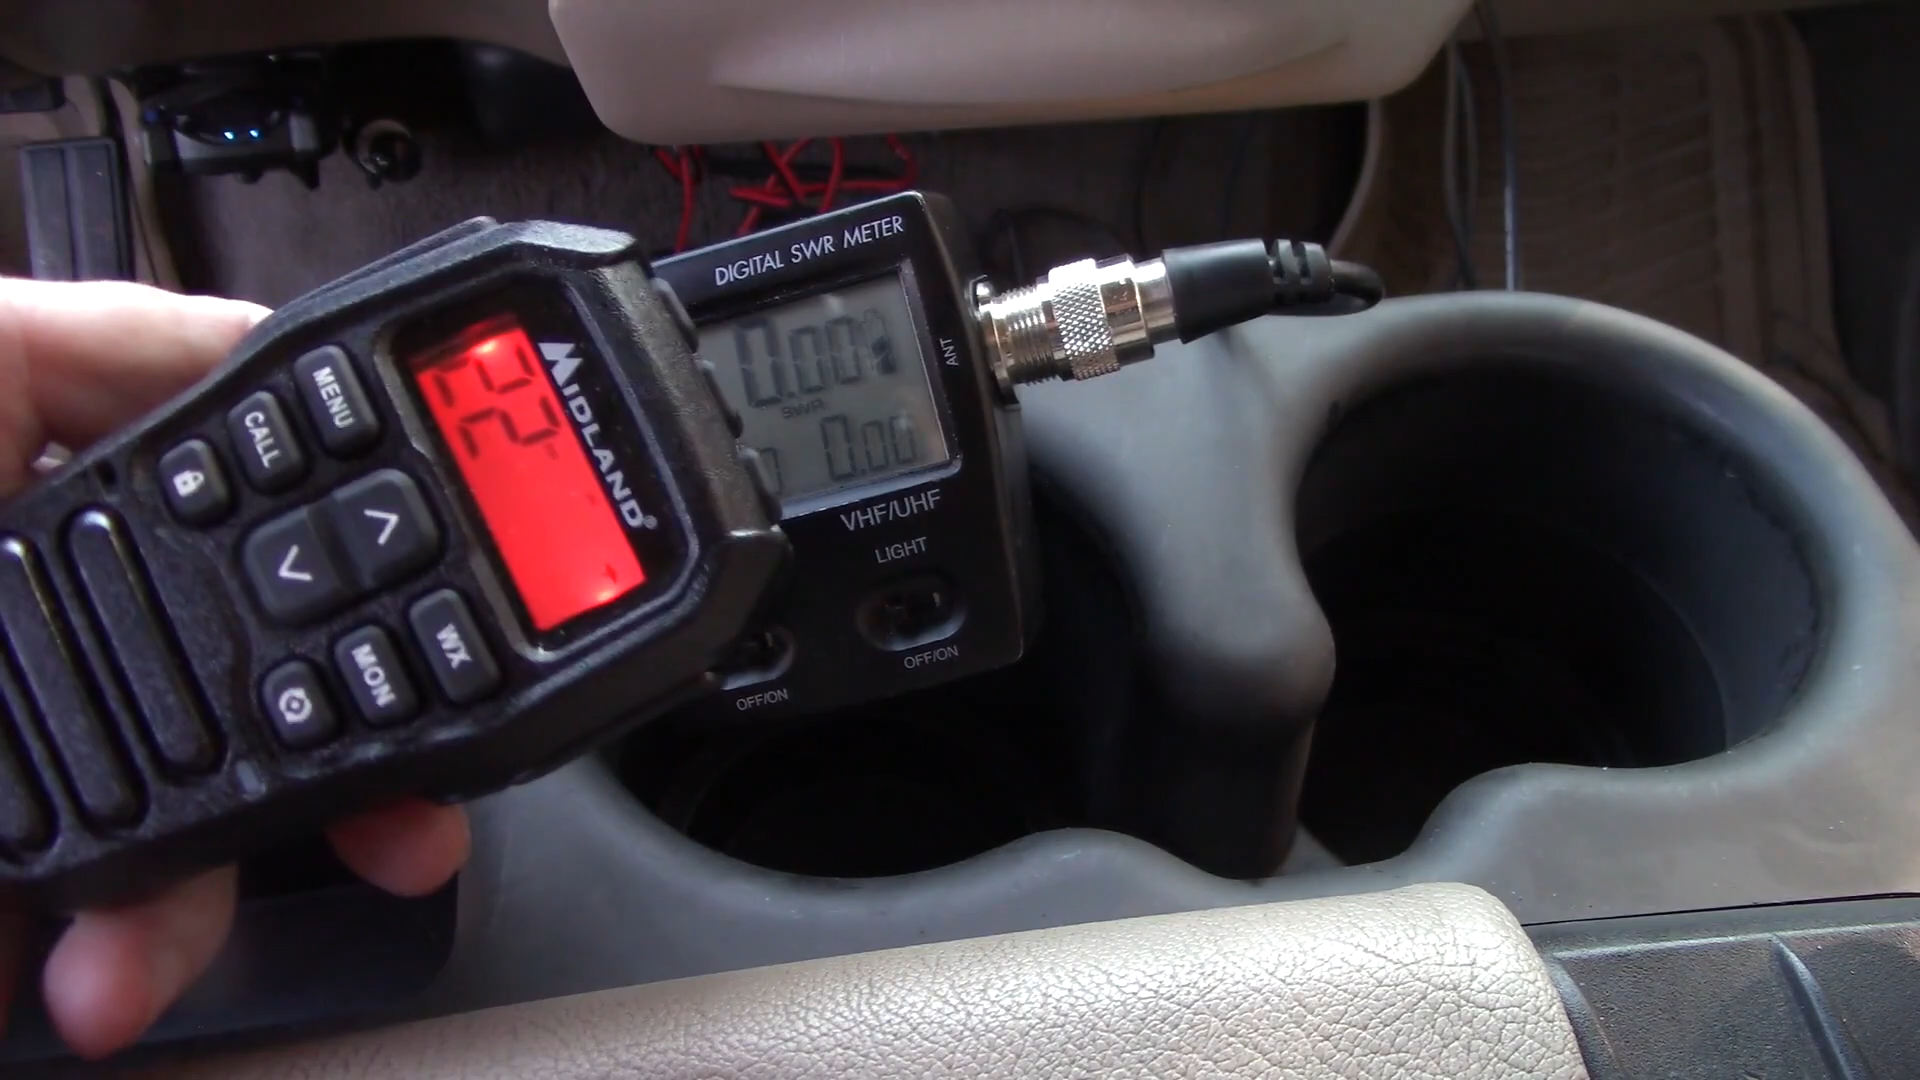 MIDLAND®
22
MENU
CALL
WX
MON
DIGITAL SWR METER
0.00
SWR
0.00
ANT
VHF/UHF
LIGHT
OFF/ON
OFF/ON